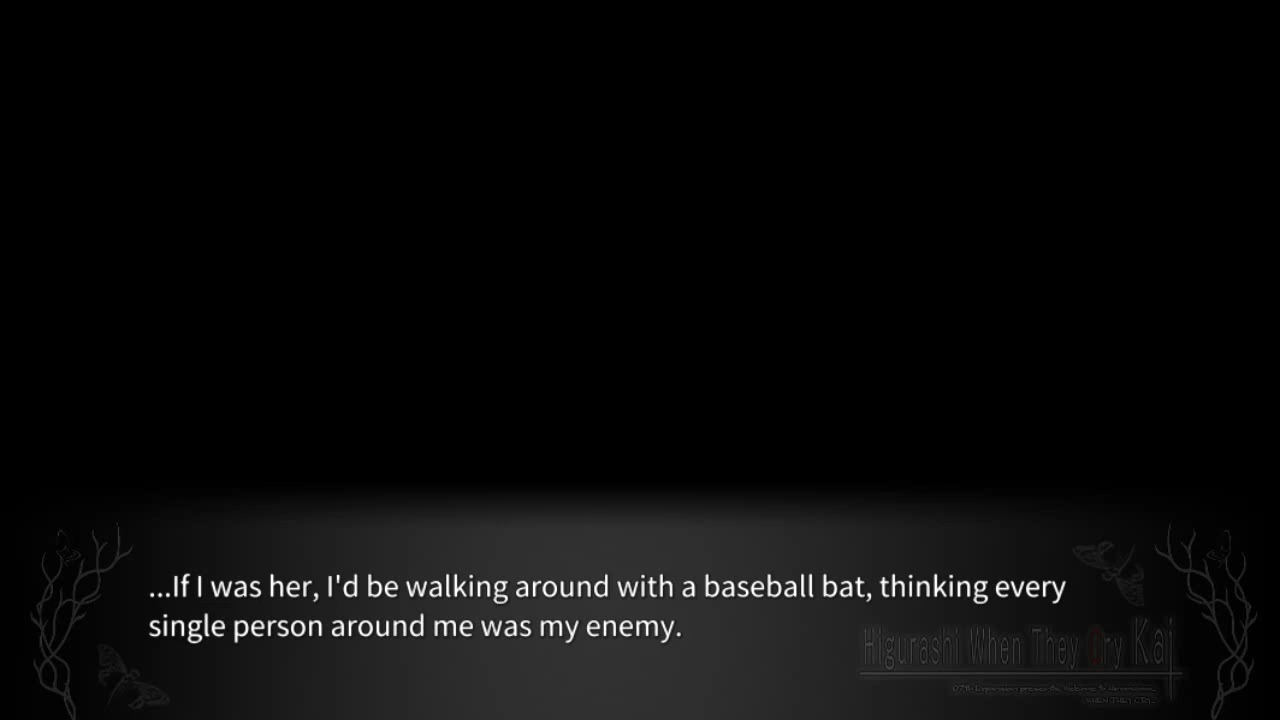 ...If I was her, I'd be walking around with a baseball bat, thinking every
single person around me was my enemy.
Higurashi When They Cry Kai